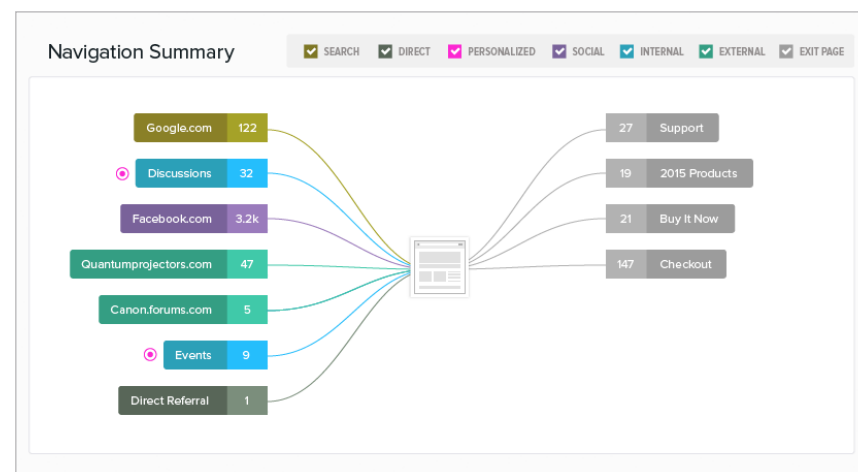 Navigation Summary
SEARCH DIRECT PERSONALIZED SOCIAL INTERNAL EXTERNAL EXIT PAGE
Google.com 122
Discussions 32
Facebook.com 3.2k
Quantumprojectors.com 47
Canon.forums.com 5
Events 9
Direct Referral 1
27 Support
19 2015 Products
21 Buy It Now
147 Checkout